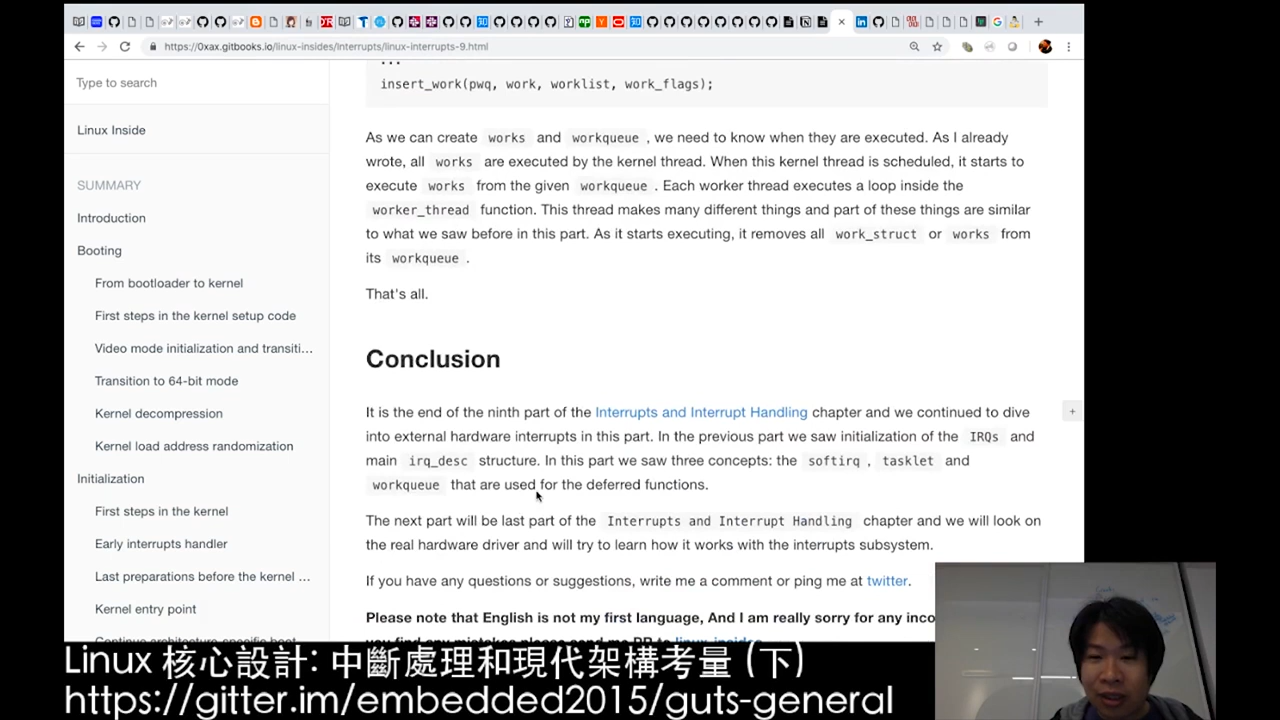 https://0xax.gitbooks.io/linux-insides/Interrupts/linux-interrupts-9.html
Type to search
Linux Inside
SUMMARY
Introduction
Booting
From bootloader to kernel
First steps in the kernel setup code
Video mode initialization and transiti...
Transition to 64-bit mode
Kernel decompression
Kernel load address randomization
Initialization
First steps in the kernel
Early interrupts handler
Last preparations before the kernel ...
Kernel entry point
Continue architecture-specific boot
...
insert_work(pwq, work, worklist, work_flags);
As we can create works and workqueue , we need to know when they are executed. As I already
wrote, all works are executed by the kernel thread. When this kernel thread is scheduled, it starts to
execute works from the given workqueue . Each worker thread executes a loop inside the
worker_thread function. This thread makes many different things and part of these things are similar
to what we saw before in this part. As it starts executing, it removes all work_struct or works from
its workqueue .
That's all.
Conclusion
It is the end of the ninth part of the Interrupts and Interrupt Handling chapter and we continued to dive
into external hardware interrupts in this part. In the previous part we saw initialization of the IRQs and
main irq_desc structure. In this part we saw three concepts: the softirq , tasklet and
workqueue that are used for the deferred functions.
The next part will be last part of the Interrupts and Interrupt Handling chapter and we will look on
the real hardware driver and will try to learn how it works with the interrupts subsystem.
If you have any questions or suggestions, write me a comment or ping me at twitter.
Please note that English is not my first language, And I am really sorry for any inco
you find any mistakes please send me PR to linux-insides.
Linux 核心設計: 中斷處理和現代架構考量 (下)
https://gitter.im/embedded2015/guts-general